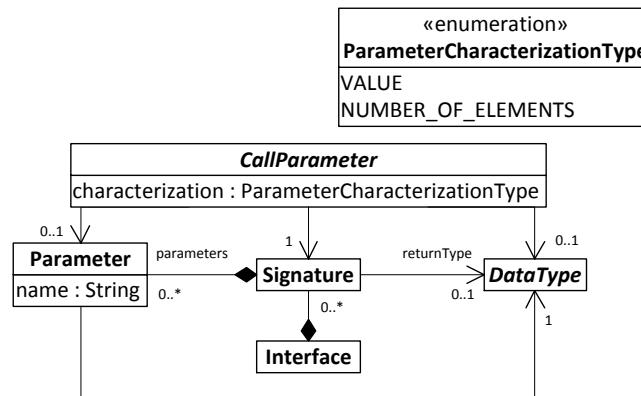 «enumeration»
ParameterCharacterizationType
VALUE
NUMBER_OF_ELEMENTS
CallParameter
characterization : ParameterCharacterizationType
0..1
parameters
1
returnType
0..1
Parameter
Signature
DataType
name : String
0..*
0..*
0..1
1
Interface